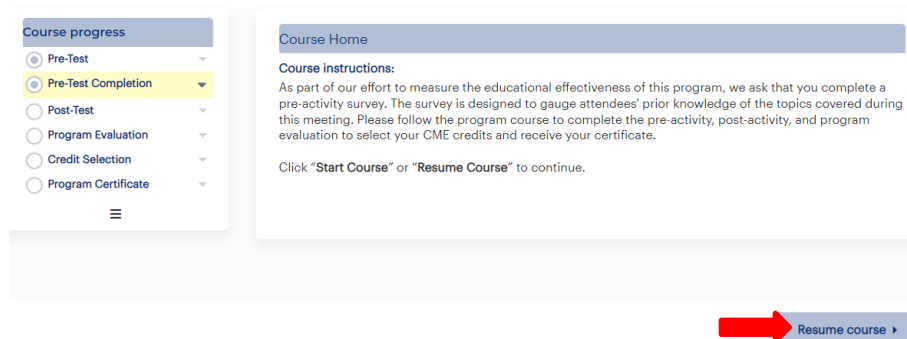 Course progress
Pre-Test
Pre-Test Completion
Post-Test
Program Evaluation
Credit Selection
Program Certificate
Course Home
Course instructions:
As part of our effort to measure the educational effectiveness of this program, we ask that you complete a
pre-activity survey. The survey is designed to gauge attendees' prior knowledge of the topics covered during
this meeting. Please follow the program course to complete the pre-activity, post-activity, and program
evaluation to select your CME credits and receive your certificate.
Click “Start Course” or “Resume Course” to continue.
Resume course